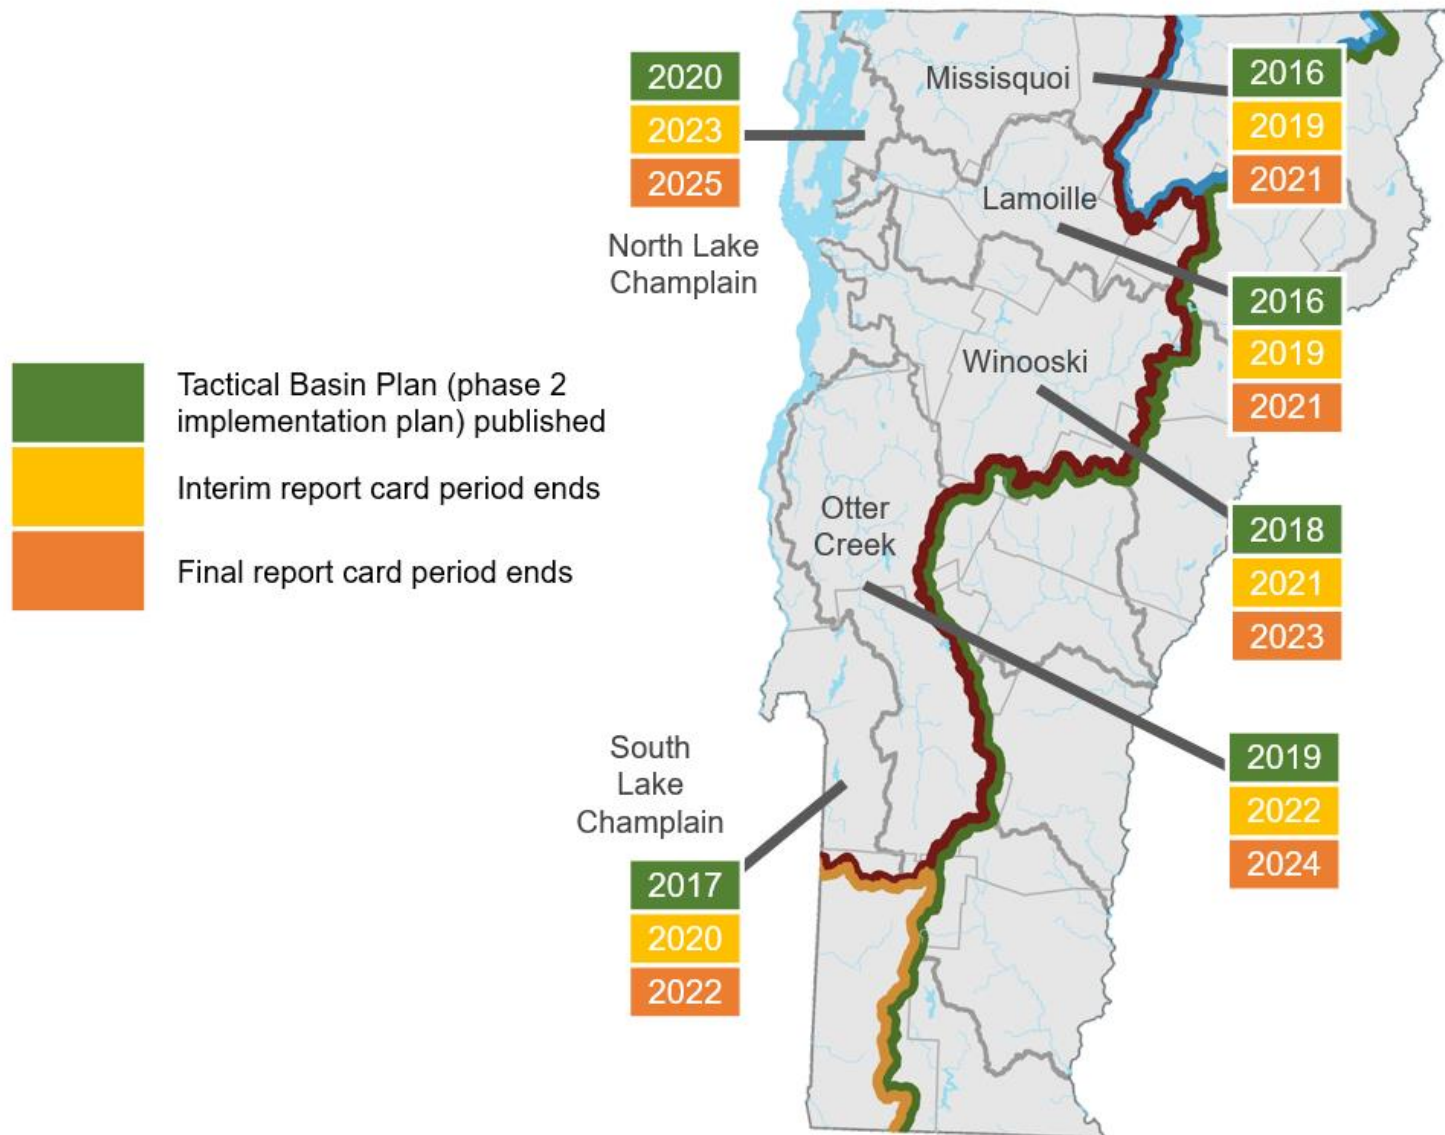 2020
2023
2025
North Lake
Champlain
Missisquoi
2016
2019
2021
Lamoille
2016
2019
2021
Winooski
2018
2021
2023
Tactical Basin Plan (phase 2
implementation plan) published
Interim report card period ends
Final report card period ends
Otter
Creek
2019
2022
2024
South
Lake
Champlain
2017
2020
2022